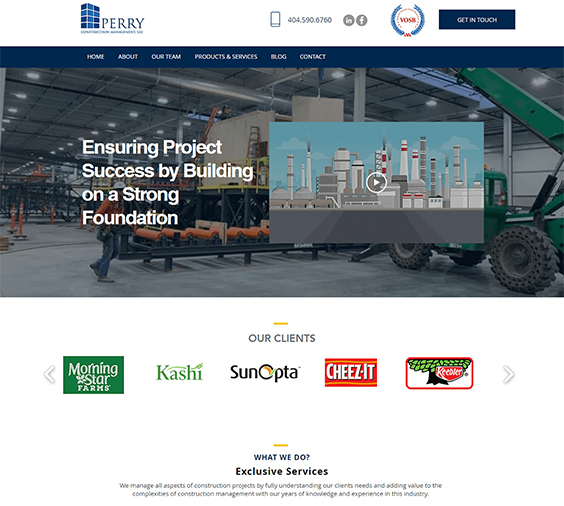 PERRY
CONSTRUCTION MANAGEMENT, LLC
404.590.6760
in f
VOSB
GET IN TOUCH
HOME ABOUT OUR TEAM PRODUCTS & SERVICES BLOG CONTACT
Ensuring Project
Success by Building
on a Strong
Foundation
OUR CLIENTS
Morning
Star
FARMS
Kashi
SunOpta
CHEEZ-IT
Keebler
WHAT WE DO?
Exclusive Services
We manage all aspects of construction projects by fully understanding our clients needs and adding value to the
complexities of construction management with our years of knowledge and experience in this industry.